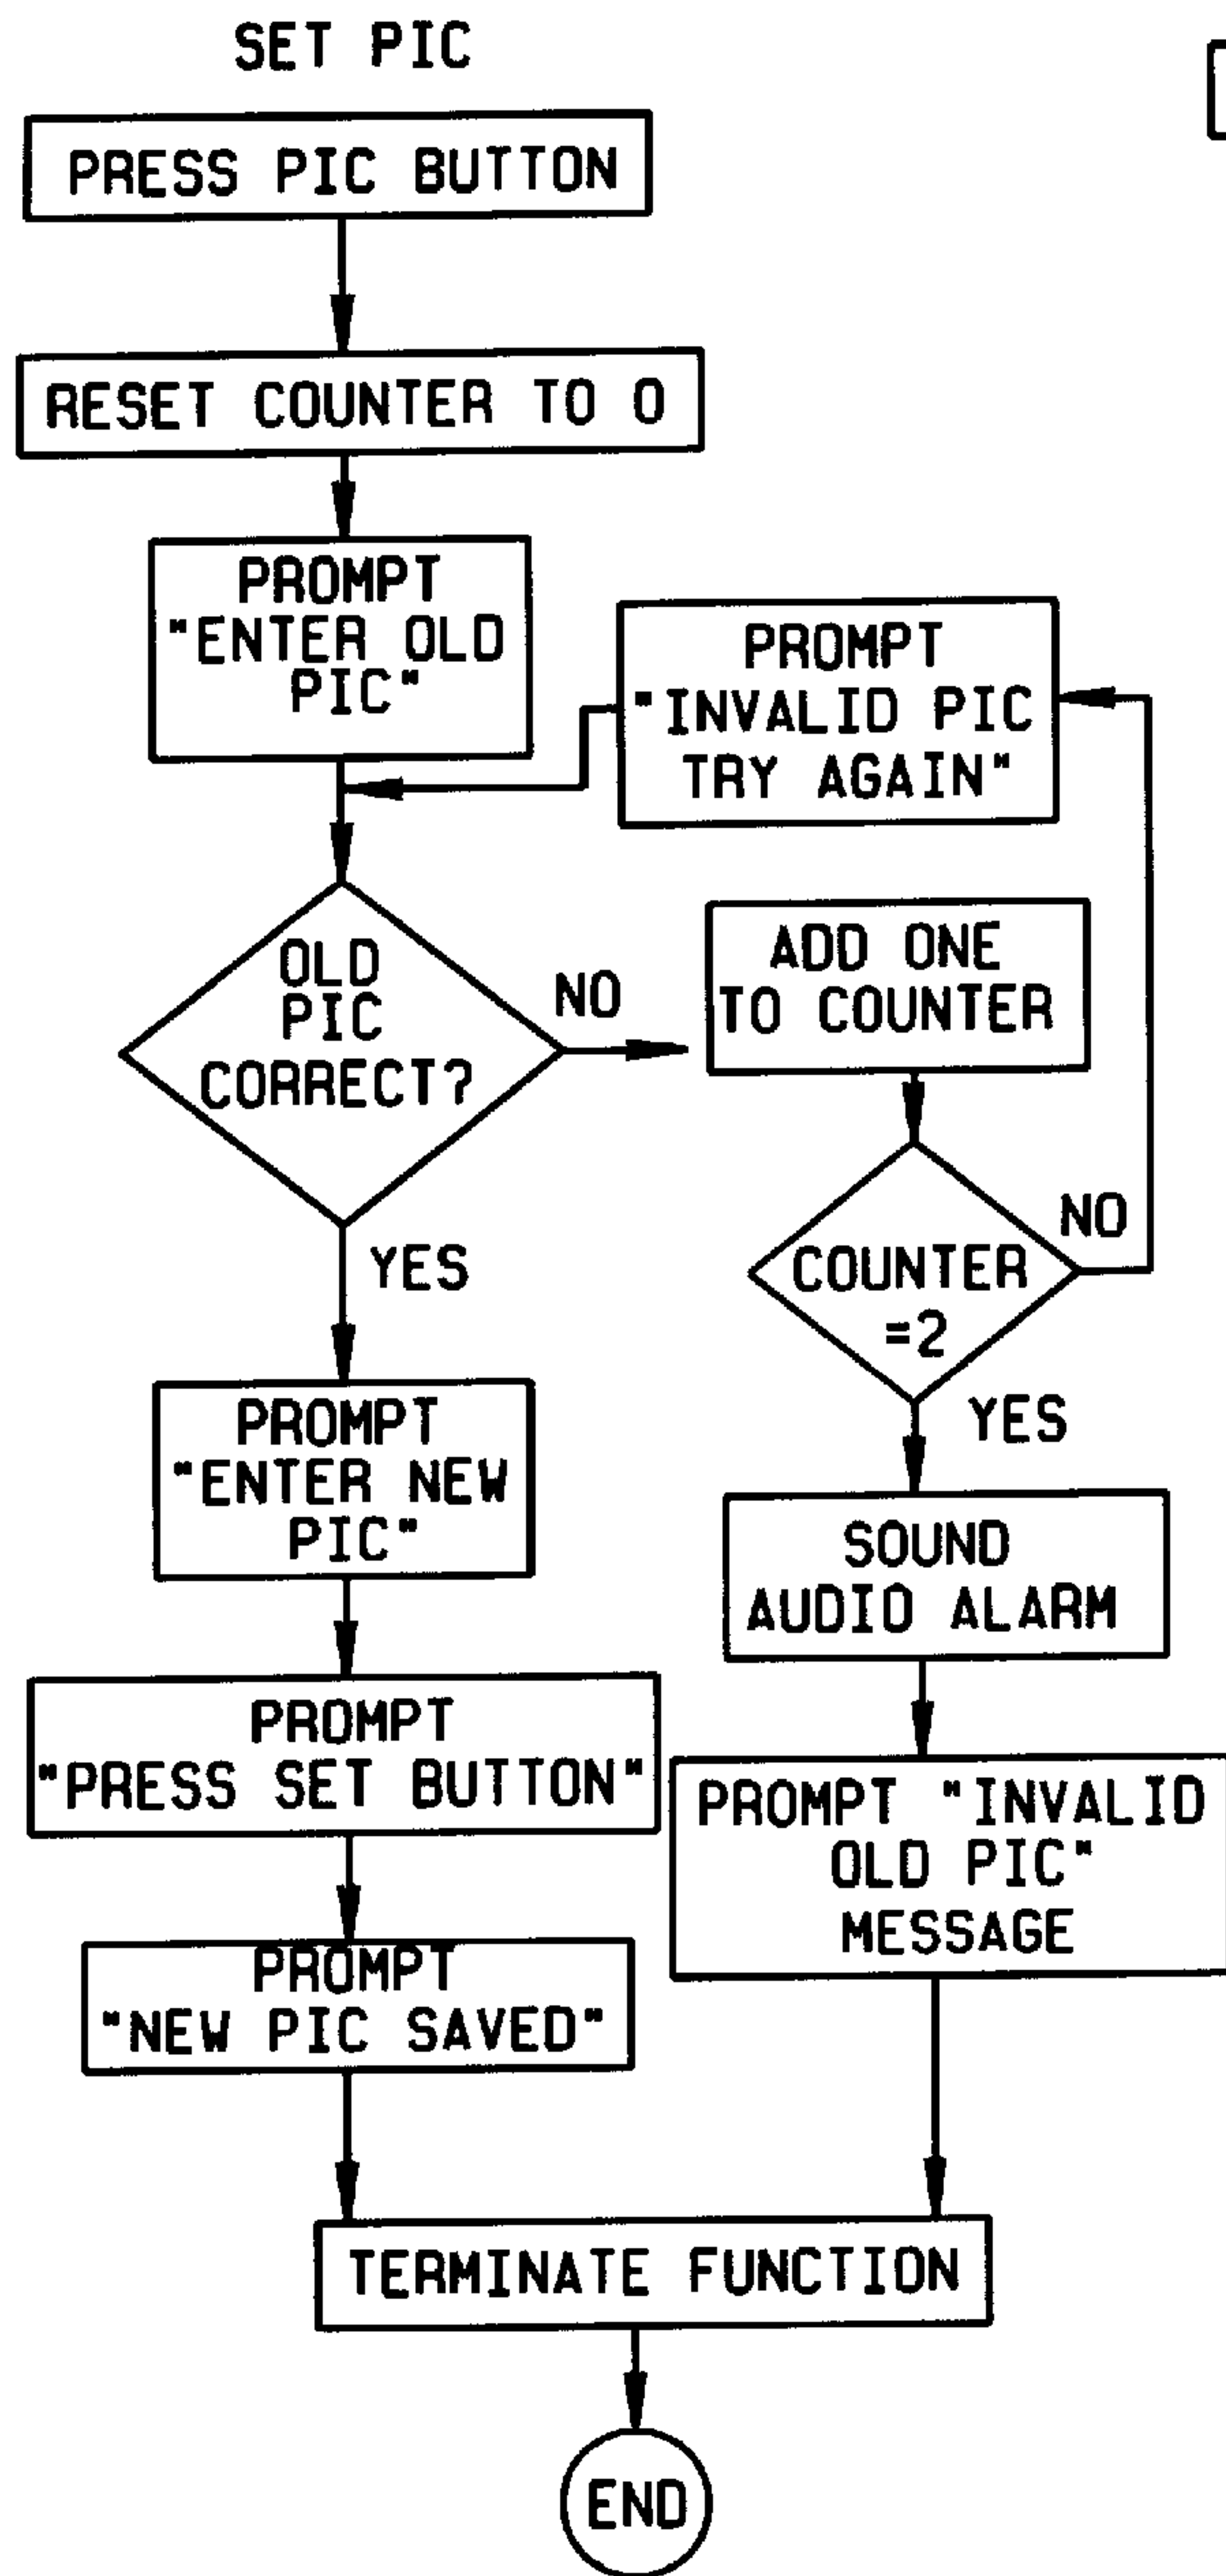 SET PIC
PRESS PIC BUTTON
RESET COUNTER TO 0
PROMPT
"ENTER OLD
PIC"
PROMPT
"INVALID PIC
TRY AGAIN"
OLD
PIC
CORRECT?
NO
ADD ONE
TO COUNTER
COUNTER
=2
NO
YES
YES
PROMPT
"ENTER NEW
PIC"
SOUND
AUDIO ALARM
PROMPT
"PRESS SET BUTTON"
PROMPT "INVALID
OLD PIC"
MESSAGE
PROMPT
"NEW PIC SAVED"
TERMINATE FUNCTION
END